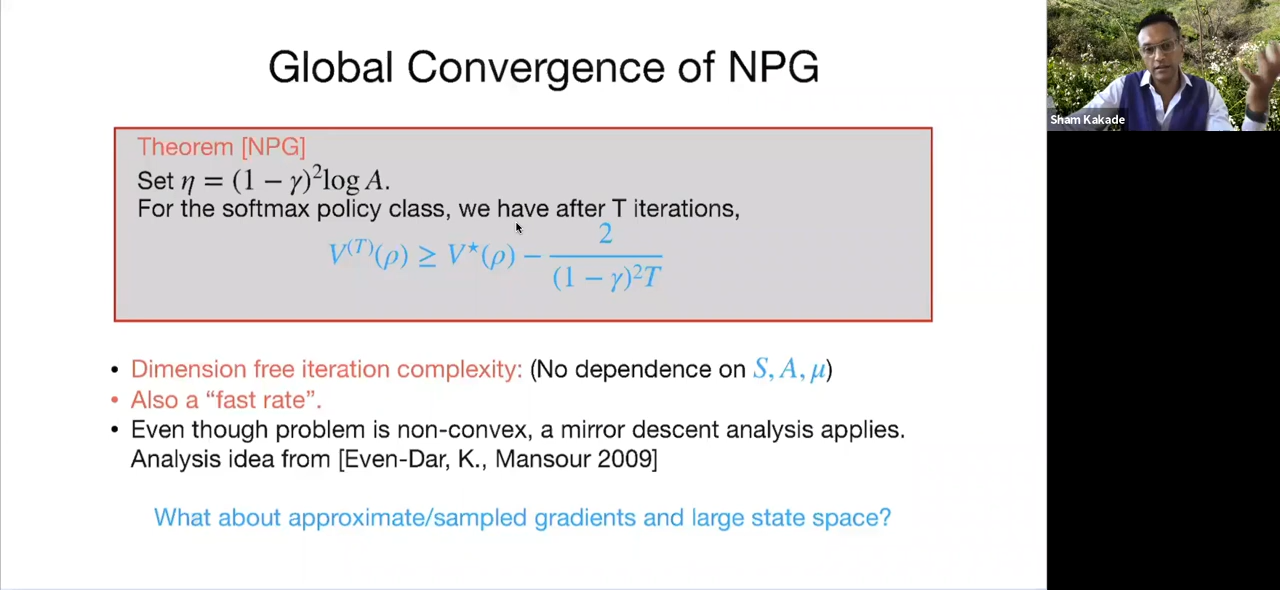 Global Convergence of NPG
Theorem [NPG]
Set η = (1 − γ)²log A.
For the softmax policy class, we have after T iterations,
V⁽ᵀ⁾(ρ) ≥ V⋆(ρ) − 2 / (1 − γ)²T
• Dimension free iteration complexity: (No dependence on S, A, μ)
• Also a “fast rate”.
• Even though problem is non-convex, a mirror descent analysis applies.
Analysis idea from [Even-Dar, K., Mansour 2009]
What about approximate/sampled gradients and large state space?
Sham Kakade